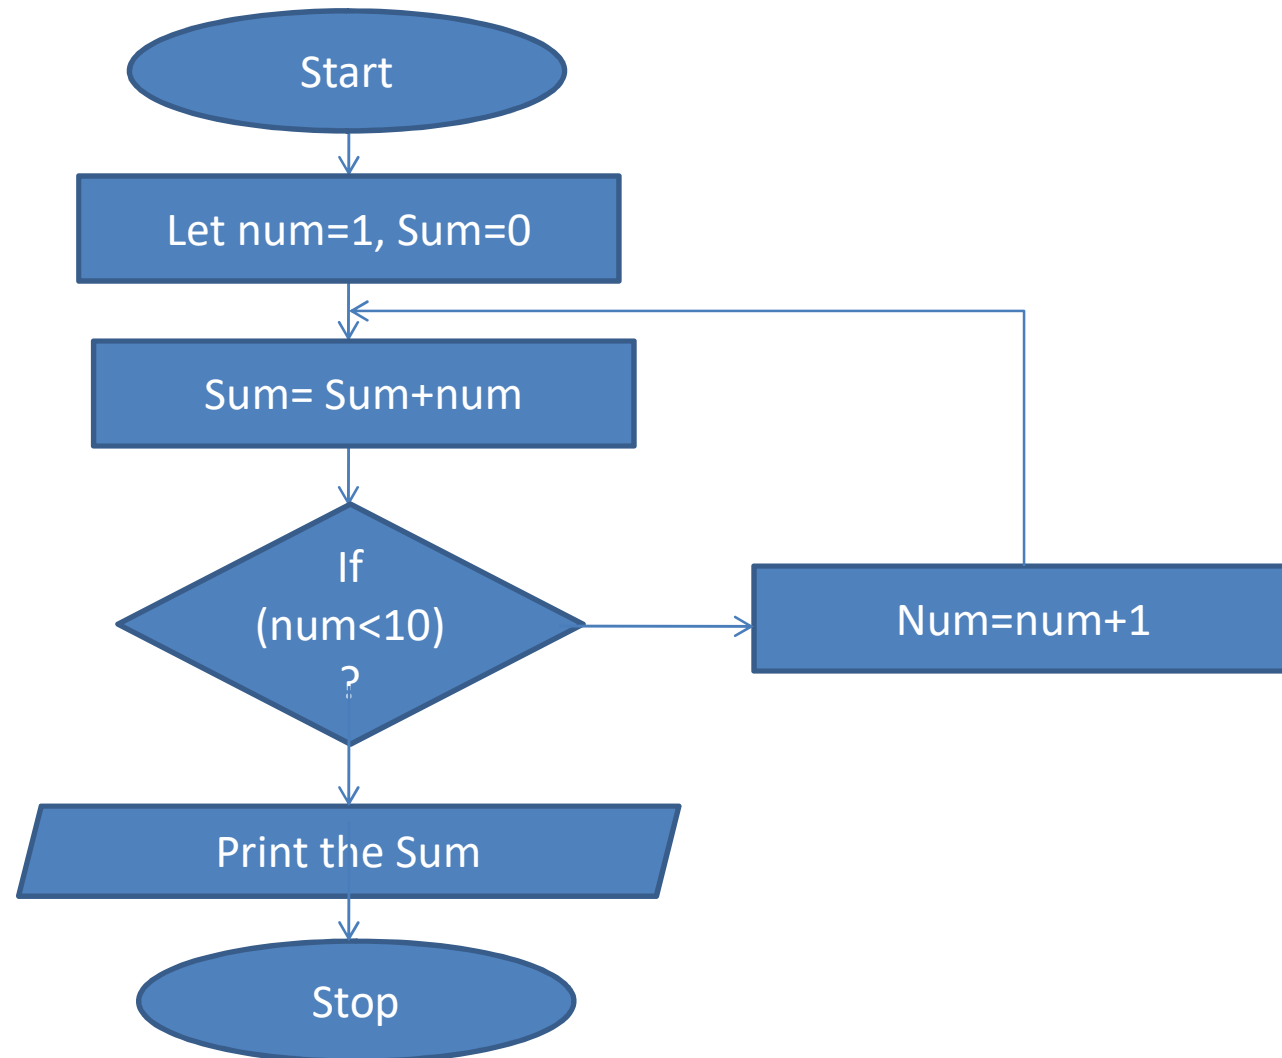 Start
Let num=1, Sum=0
Sum= Sum+num
If
(num<10)
?
Num=num+1
Print the Sum
Stop